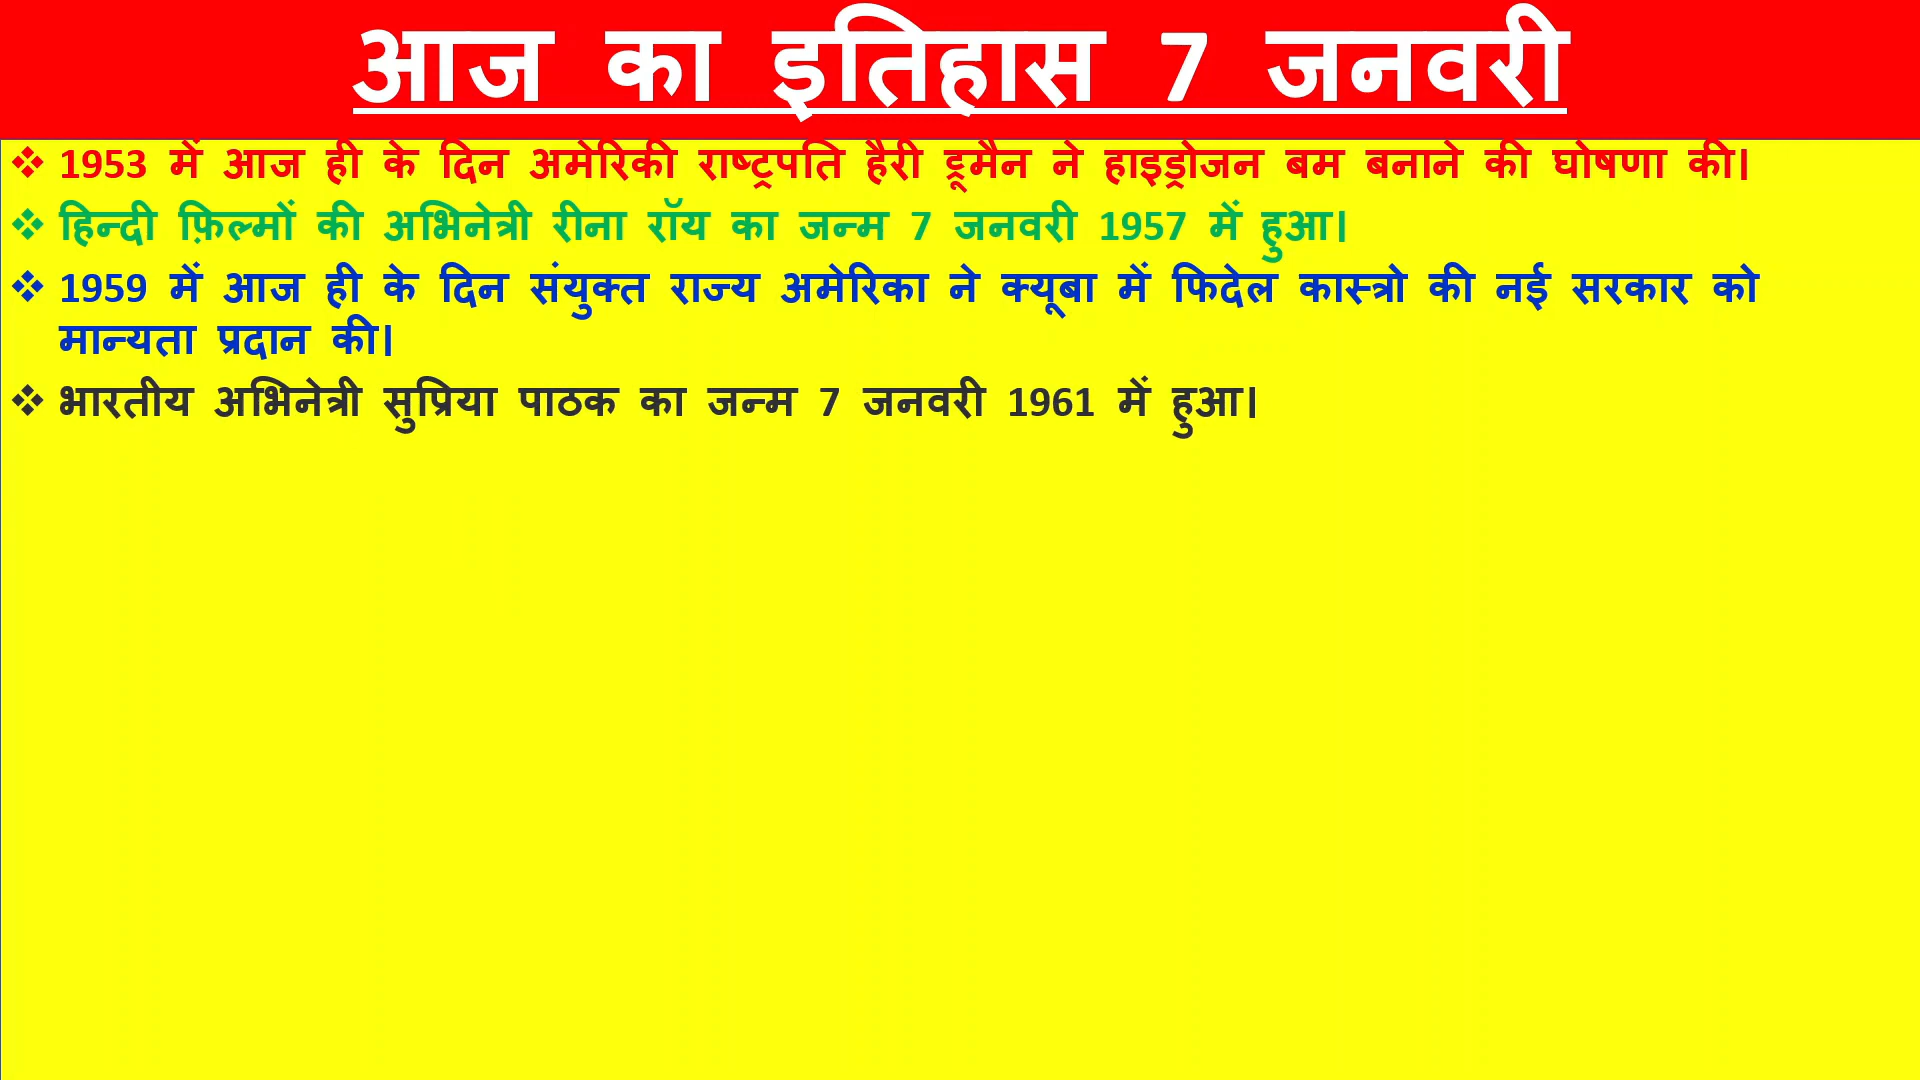 आज का इतिहास 7 जनवरी
❖ 1953 में आज ही के दिन अमेरिकी राष्ट्रपति हैरी ट्रूमैन ने हाइड्रोजन बम बनाने की घोषणा की।
❖ हिन्दी फ़िल्मों की अभिनेत्री रीना रॉय का जन्म 7 जनवरी 1957 में हुआ।
❖ 1959 में आज ही के दिन संयुक्त राज्य अमेरिका ने क्यूबा में फिदेल कास्त्रो की नई सरकार को
मान्यता प्रदान की।
❖ भारतीय अभिनेत्री सुप्रिया पाठक का जन्म 7 जनवरी 1961 में हुआ।